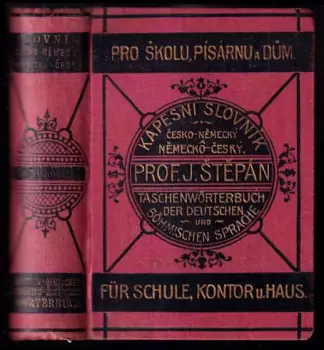 PRO ŠKOLU, PÍSÁRNU A DŮM.
KAPESNÍ SLOVNÍK
ČESKO-NĚMECKÝ
A
NĚMECKO-ČESKÝ.
PROF. J. ŠTĚPÁN
TASCHENWÖRTERBUCH
DER DEUTSCHEN
UND
BÖHMISCHEN SPRACHE
FÜR SCHULE, KONTOR u. HAUS.